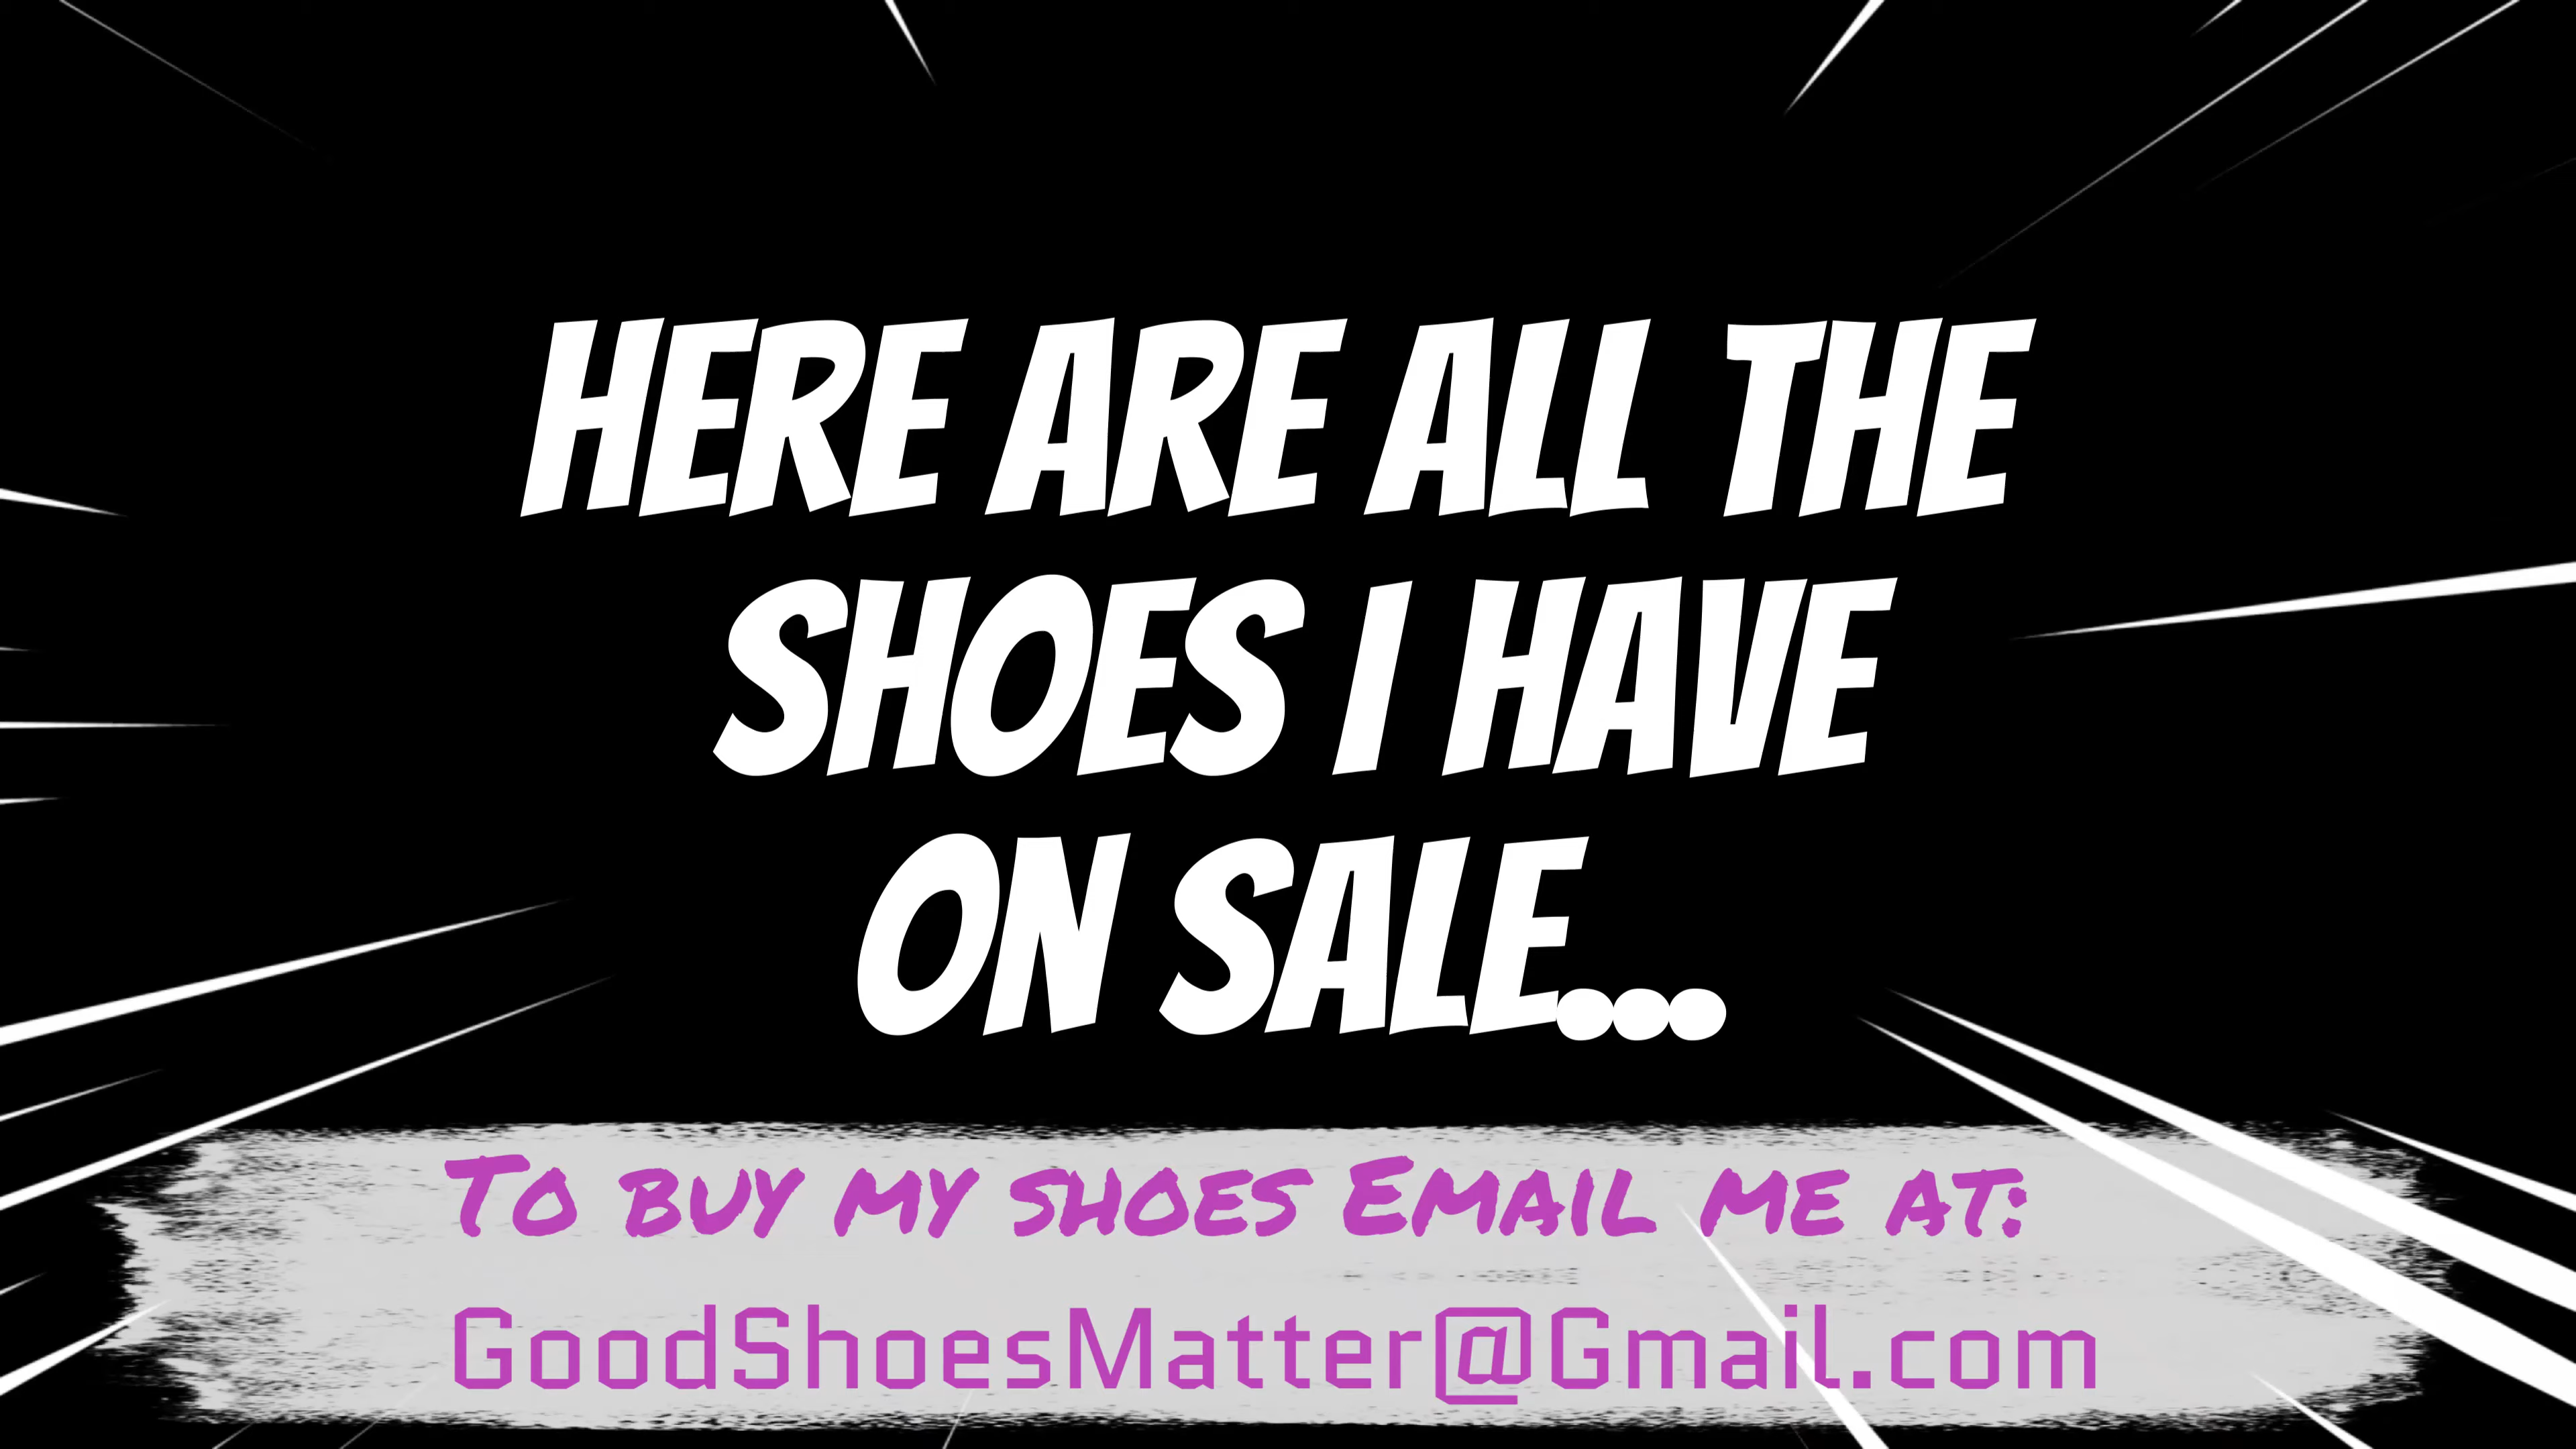 HERE ARE ALL THE
SHOES I HAVE
ON SALE...
To buy my shoes Email me at:
GoodShoesMatter@Gmail.com